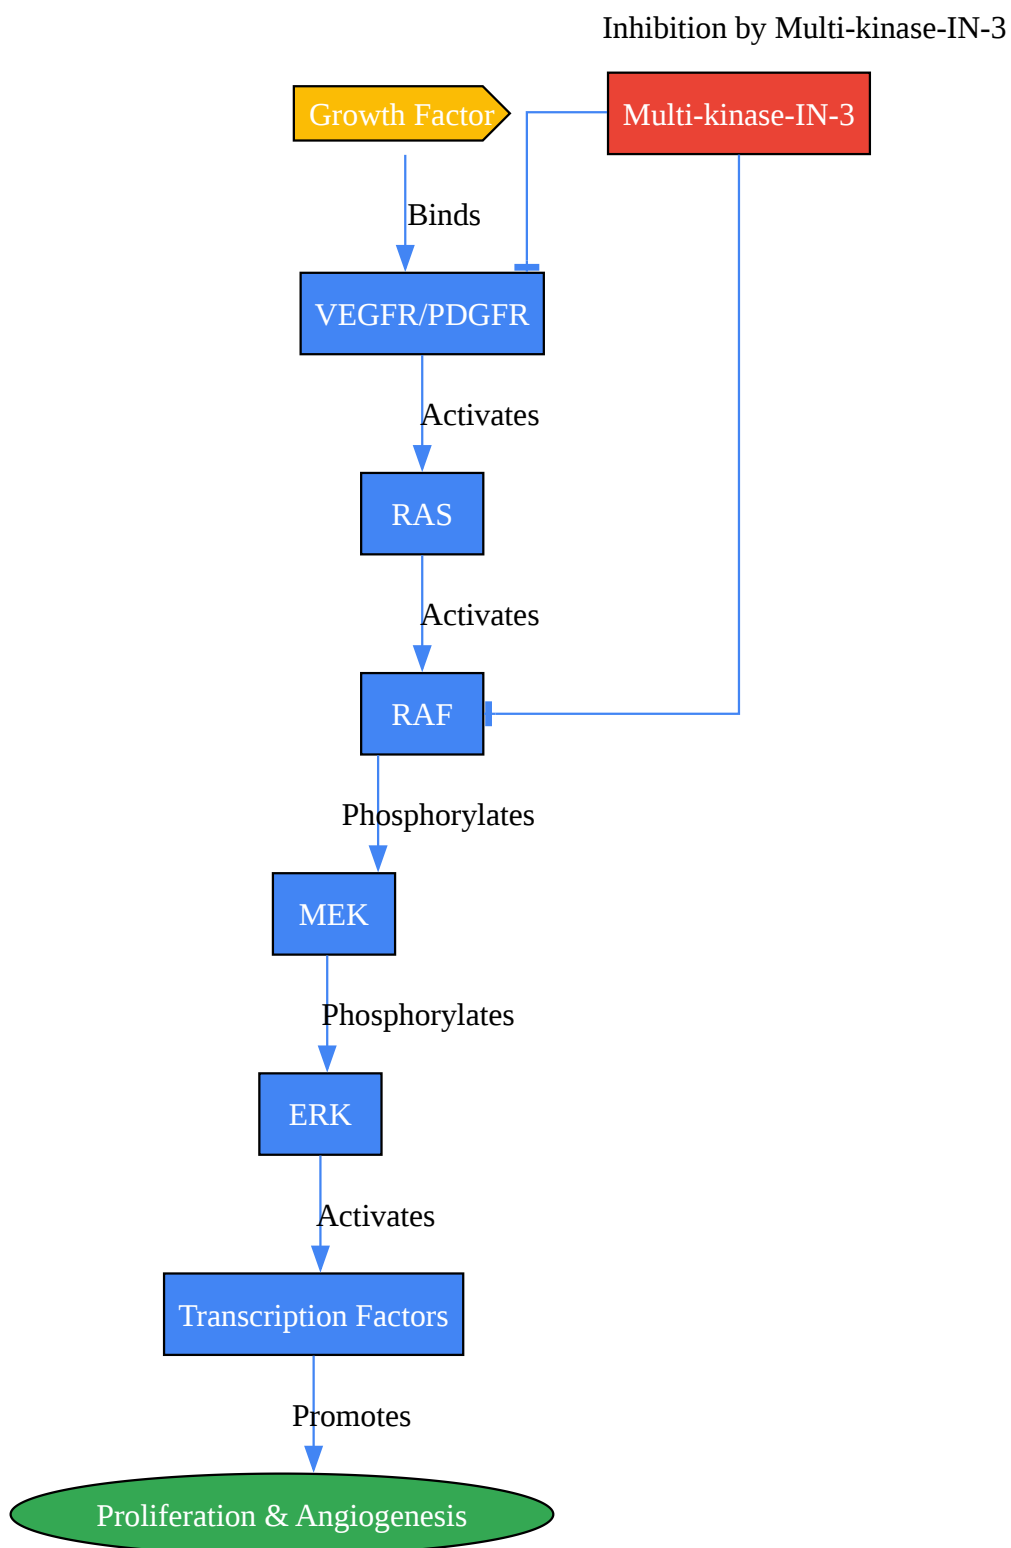 Inhibition by Multi-kinase-IN-3
Growth Factor
Multi-kinase-IN-3
Binds
VEGFR/PDGFR
Activates
RAS
Activates
RAF
Phosphorylates
MEK
Phosphorylates
ERK
Activates
Transcription Factors
Promotes
Proliferation & Angiogenesis